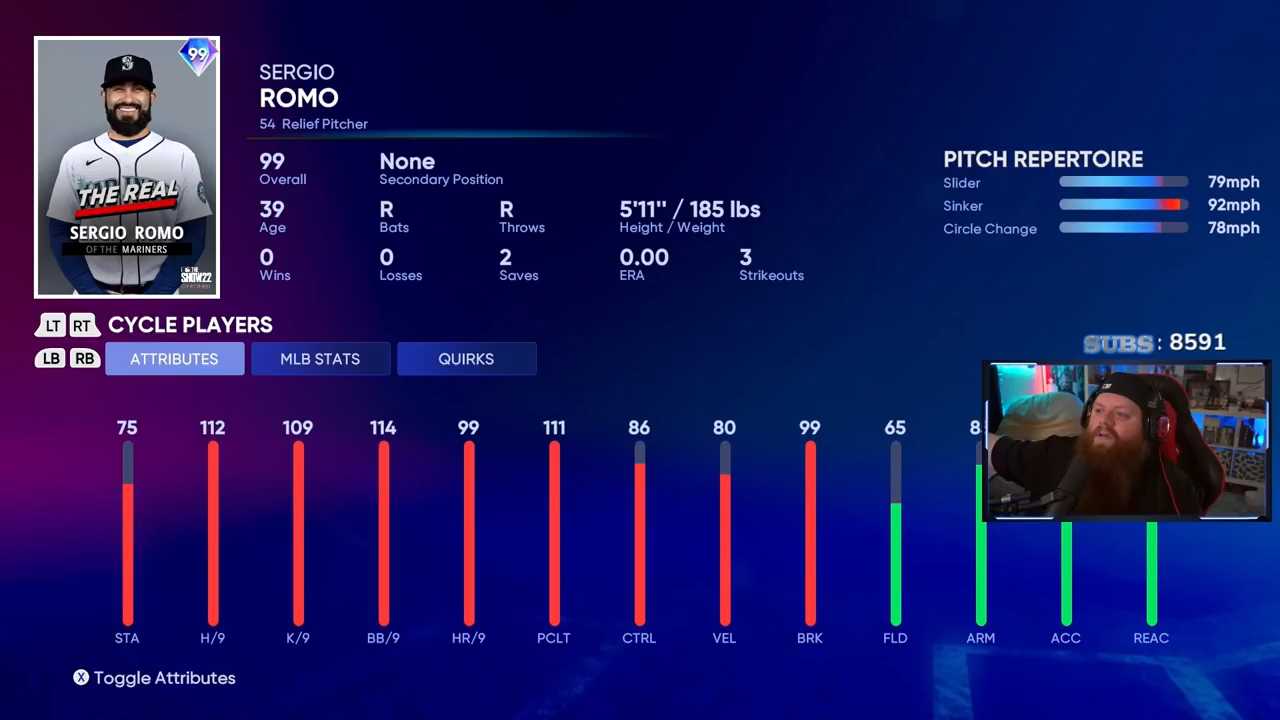 99
THE REAL
SERGIO ROMO
OF THE MARINERS
SHOW22
SERGIO
ROMO
54 Relief Pitcher
99 None
Overall Secondary Position
39 R R 5'11" / 185 lbs
Age Bats Throws Height / Weight
0 0 2 0.00 3
Wins Losses Saves ERA Strikeouts
PITCH REPERTOIRE
Slider 79mph
Sinker 92mph
Circle Change 78mph
LT RT CYCLE PLAYERS
LB RB ATTRIBUTES MLB STATS QUIRKS
SUBS: 8591
75 112 109 114 99 111 86 80 99 65 8
STA H/9 K/9 BB/9 HR/9 PCLT CTRL VEL BRK FLD ARM ACC REAC
X Toggle Attributes